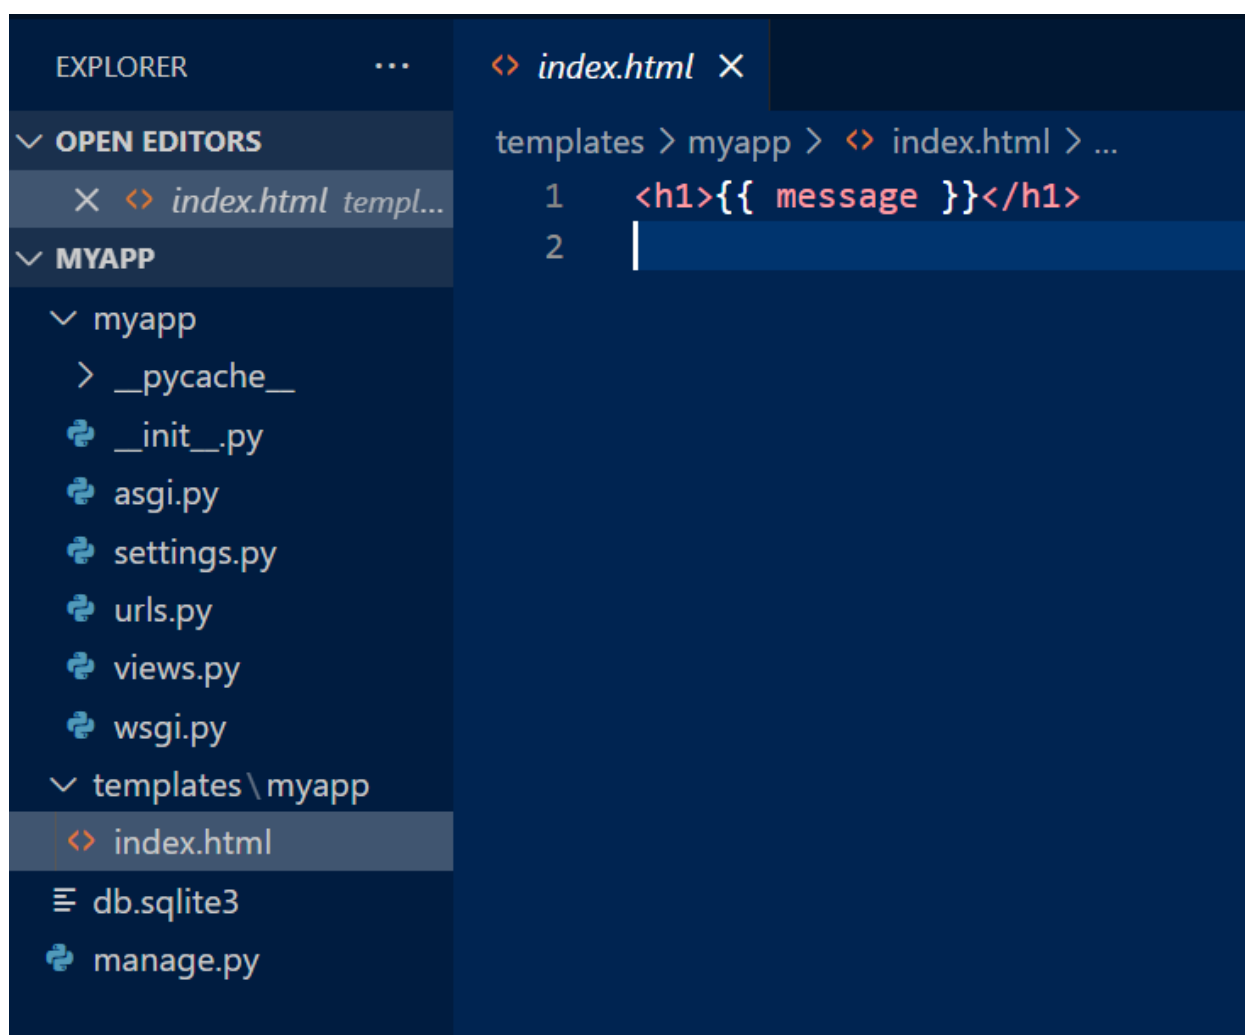 EXPLORER ...
OPEN EDITORS
index.html templ...
MYAPP
myapp
__pycache__
__init__.py
asgi.py
settings.py
urls.py
views.py
wsgi.py
templates\myapp
index.html
db.sqlite3
manage.py
index.html
templates > myapp > index.html > ...
1 <h1>{{ message }}</h1>
2